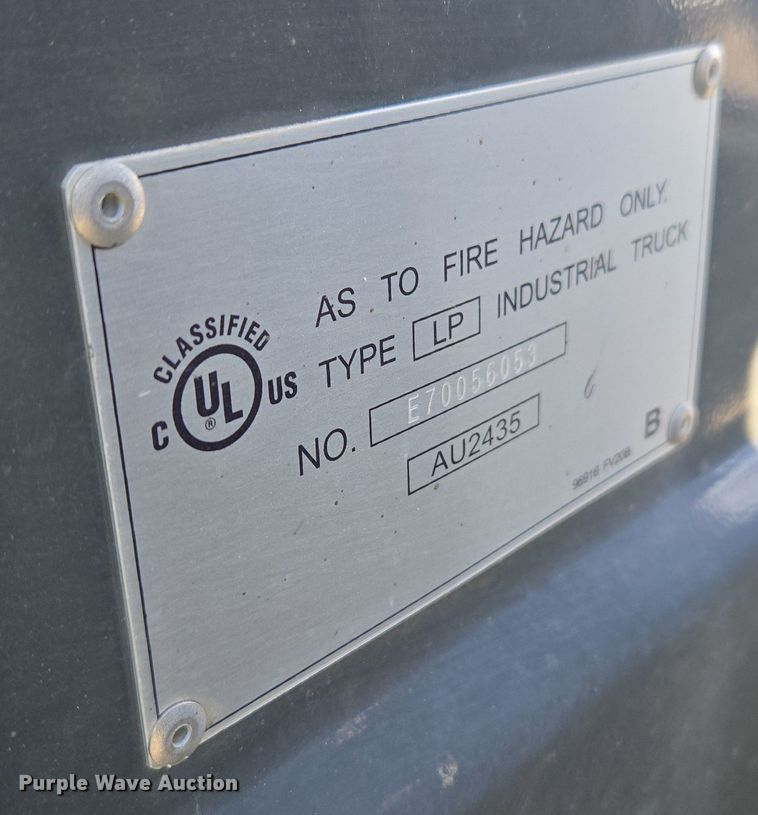 AS TO FIRE HAZARD ONLY.
CLASSIFIED
C UL® US
TYPE LP INDUSTRIAL TRUCK
NO. E70056053
AU2435
B
96916 FV20B
Purple Wave Auction